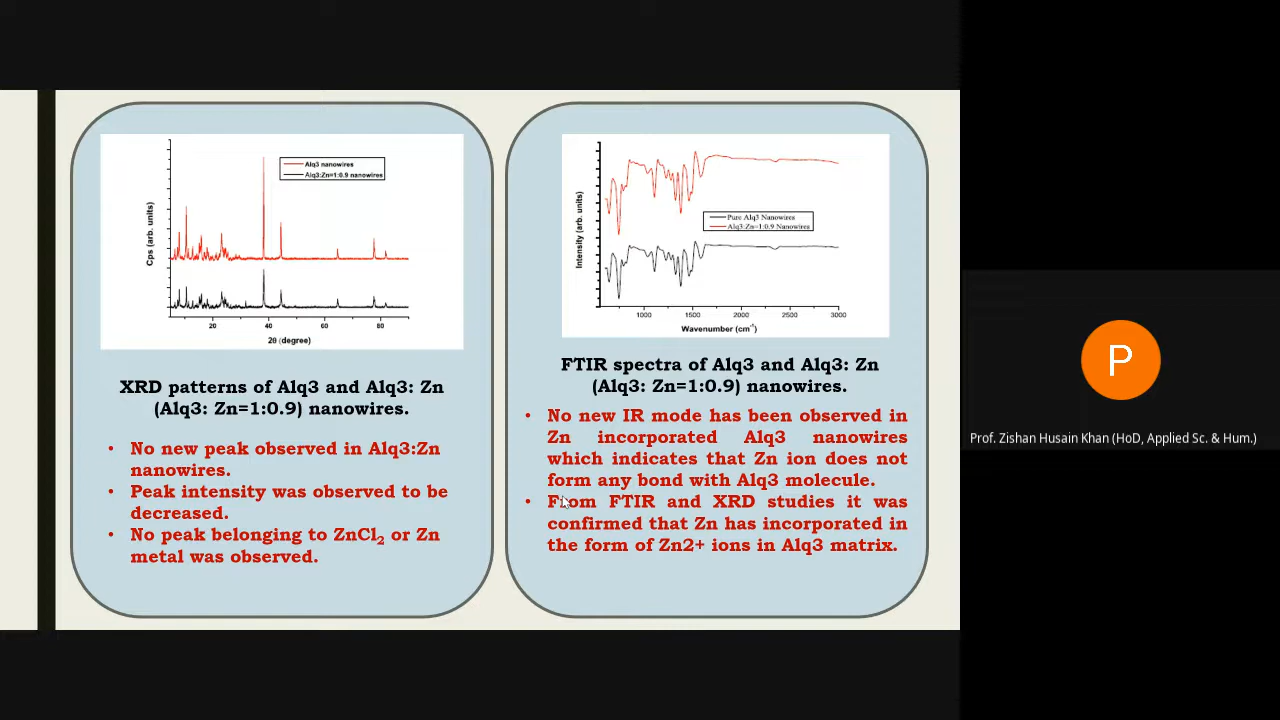 Alq3 nanowires
Alq3:Zn=1:0.9 nanowires
Cps (arb. units)
20 40 60 80
2θ (degree)
XRD patterns of Alq3 and Alq3: Zn
(Alq3: Zn=1:0.9) nanowires.
• No new peak observed in Alq3:Zn
nanowires.
• Peak intensity was observed to be
decreased.
• No peak belonging to ZnCl₂ or Zn
metal was observed.
Intensity (arb. units)
Pure Alq3 Nanowires
Alq3:Zn=1:0.9 Nanowires
1000 1500 2000 2500 3000
Wavenumber (cm⁻¹)
FTIR spectra of Alq3 and Alq3: Zn
(Alq3: Zn=1:0.9) nanowires.
• No new IR mode has been observed in
Zn incorporated Alq3 nanowires
which indicates that Zn ion does not
form any bond with Alq3 molecule.
• From FTIR and XRD studies it was
confirmed that Zn has incorporated in
the form of Zn2+ ions in Alq3 matrix.
P
Prof. Zishan Husain Khan (HoD, Applied Sc. & Hum.)